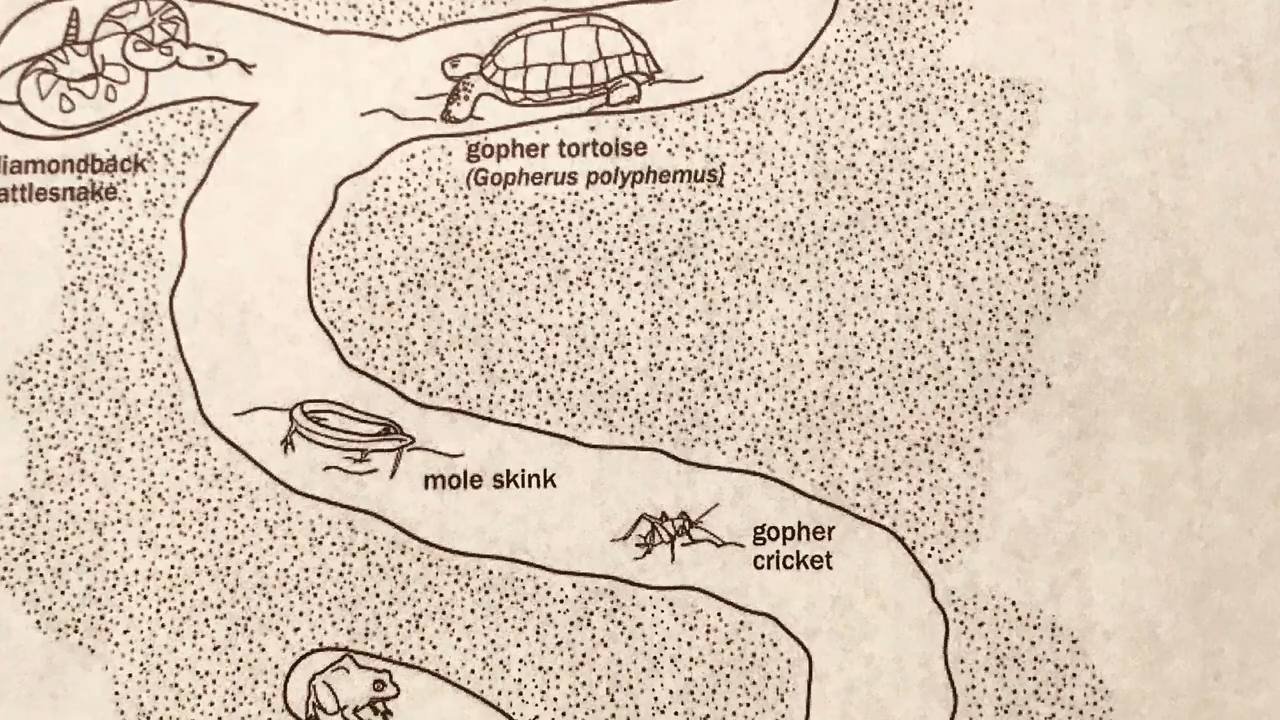 gopher tortoise
(Gopherus polyphemus)
iamondback
attlesnake
mole skink
gopher
cricket